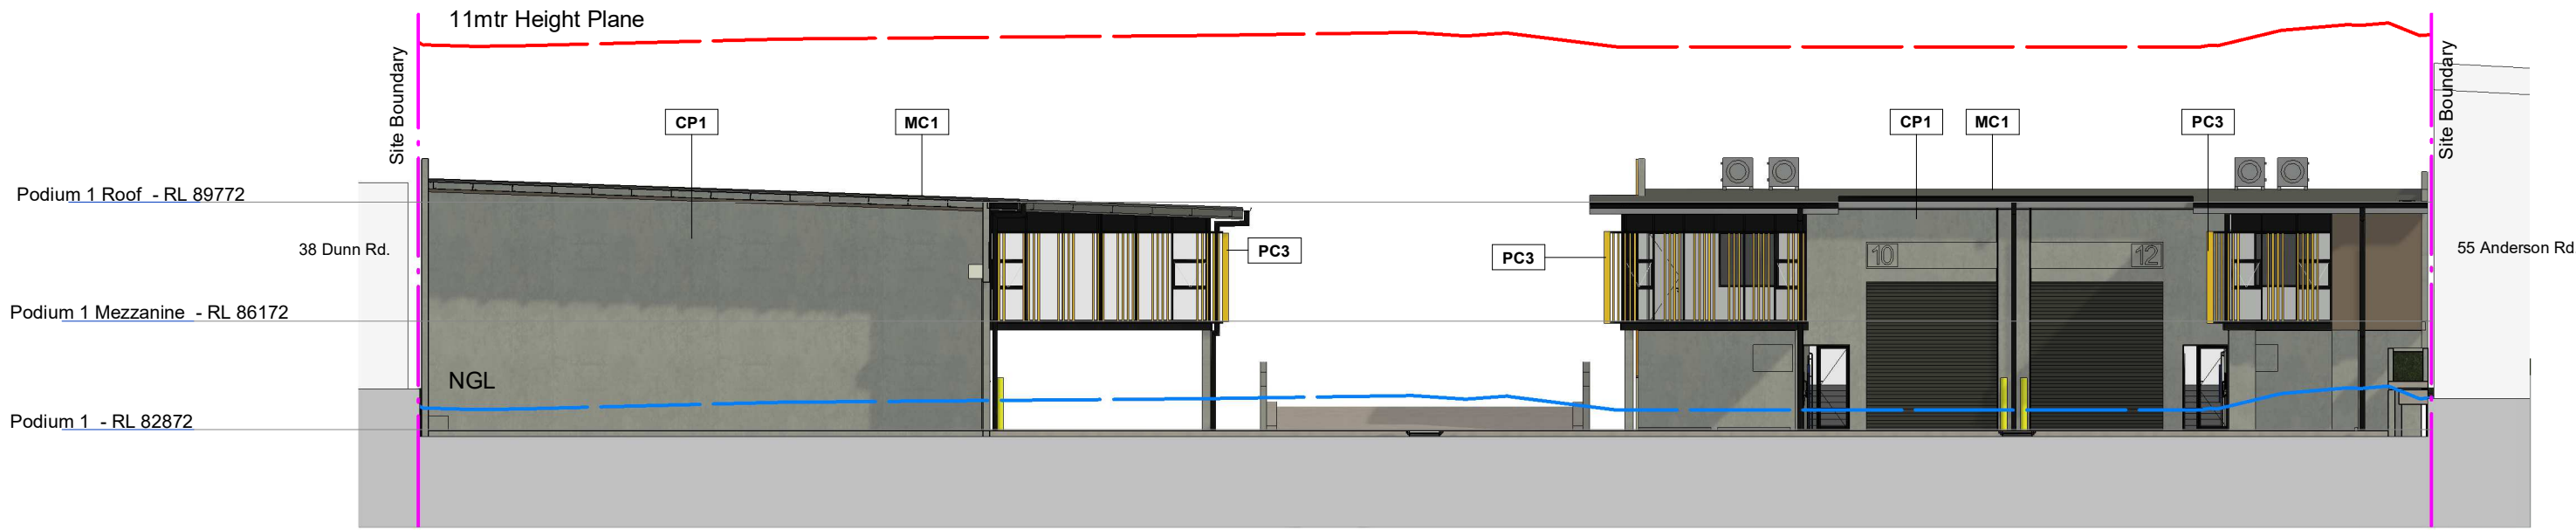 11mtr Height Plane
Site Boundary
Site Boundary
CP1
MC1
CP1
MC1
PC3
Podium 1 Roof - RL 89772
38 Dunn Rd.
PC3
PC3
10
12
55 Anderson Rd
Podium 1 Mezzanine - RL 86172
NGL
Podium 1 - RL 82872